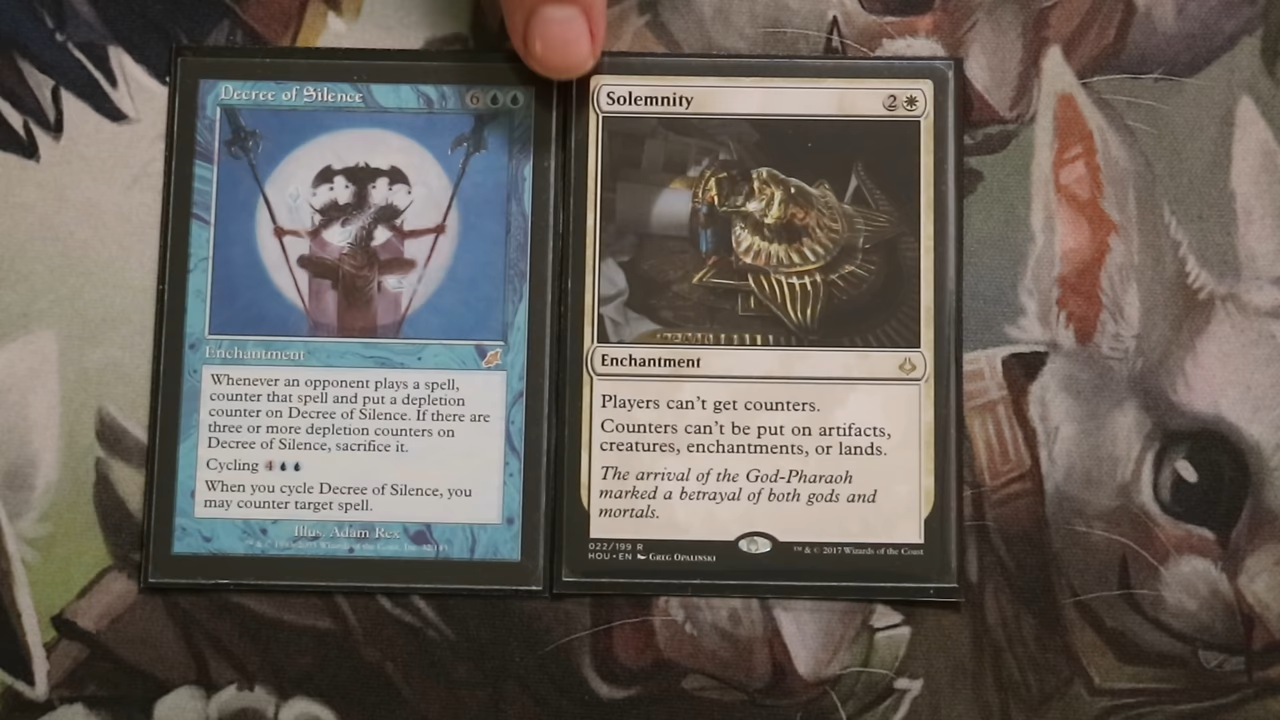 Decree of Silence
6
Enchantment
Whenever an opponent plays a spell,
counter that spell and put a depletion
counter on Decree of Silence. If there are
three or more depletion counters on
Decree of Silence, sacrifice it.
Cycling 4
When you cycle Decree of Silence, you
may counter target spell.
Illus. Adam Rex
Solemnity
2
Enchantment
Players can't get counters.
Counters can't be put on artifacts,
creatures, enchantments, or lands.
The arrival of the God-Pharaoh
marked a betrayal of both gods and
mortals.
022/199 R
HOU • EN Greg Opalinski
™ & © 2017 Wizards of the Coast